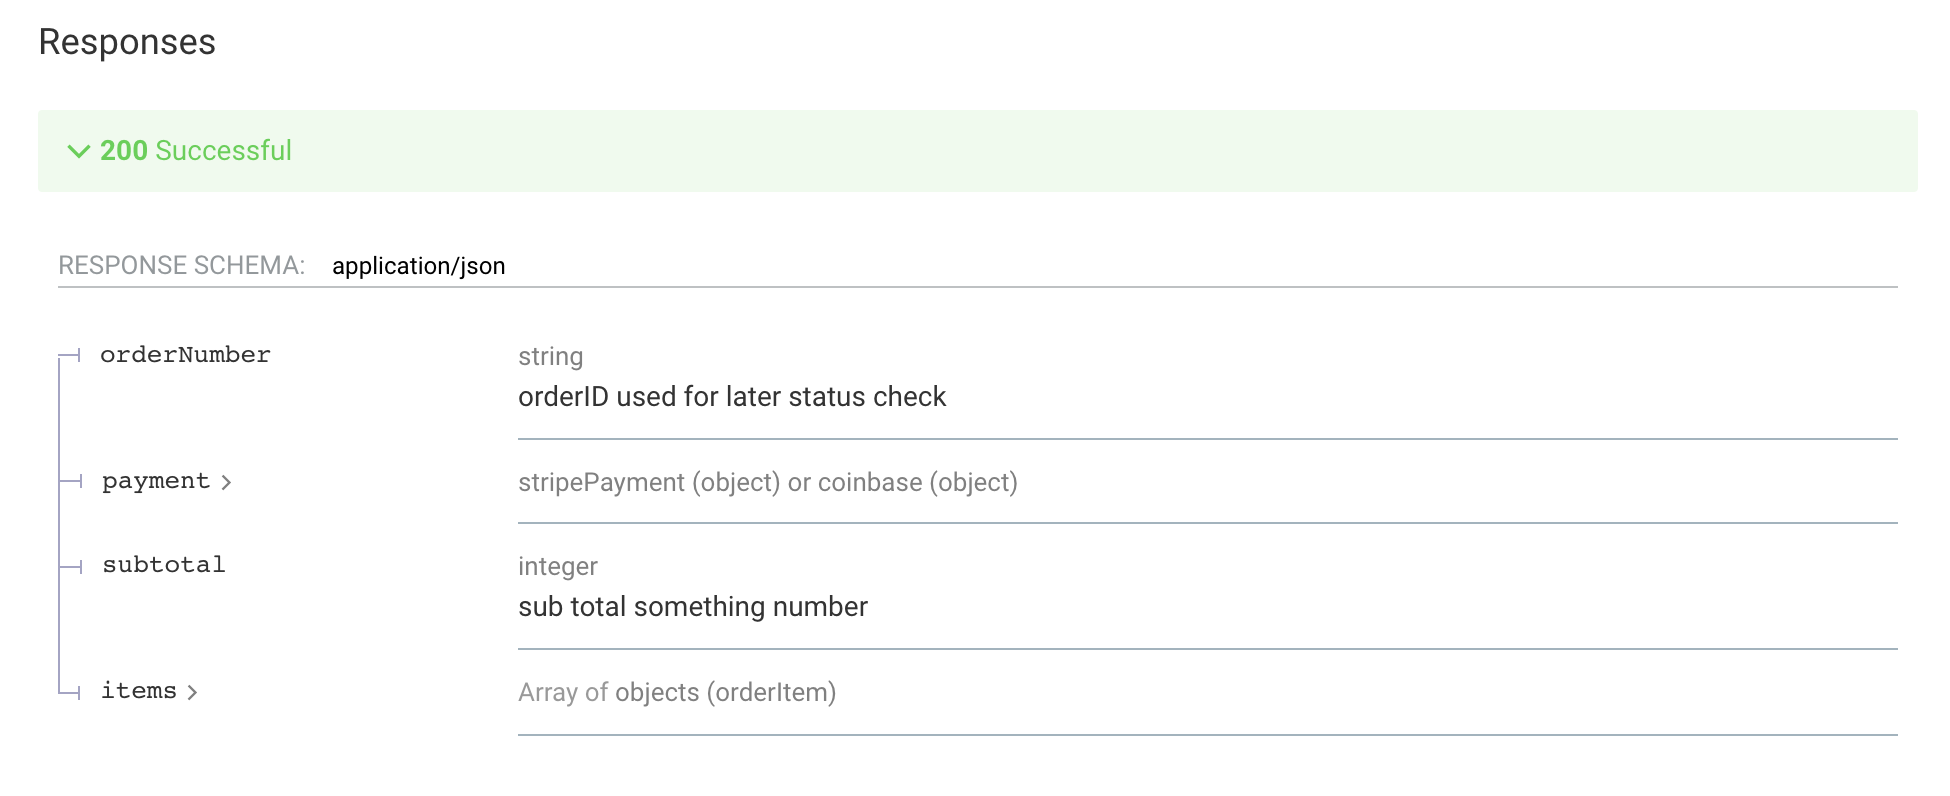 Responses
200 Successful
RESPONSE SCHEMA: application/json
orderNumber string
orderID used for later status check
payment stripePayment (object) or coinbase (object)
subtotal integer
sub total something number
items Array of objects (orderItem)